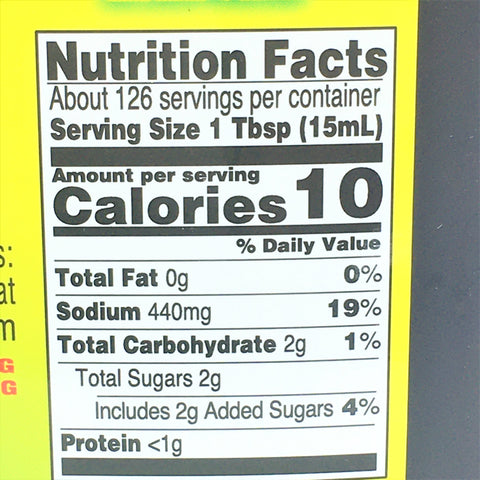 Nutrition Facts
About 126 servings per container
Serving Size 1 Tbsp (15mL)
Amount per serving
Calories 10
% Daily Value
Total Fat 0g 0%
Sodium 440mg 19%
Total Carbohydrate 2g 1%
Total Sugars 2g
Includes 2g Added Sugars 4%
Protein <1g